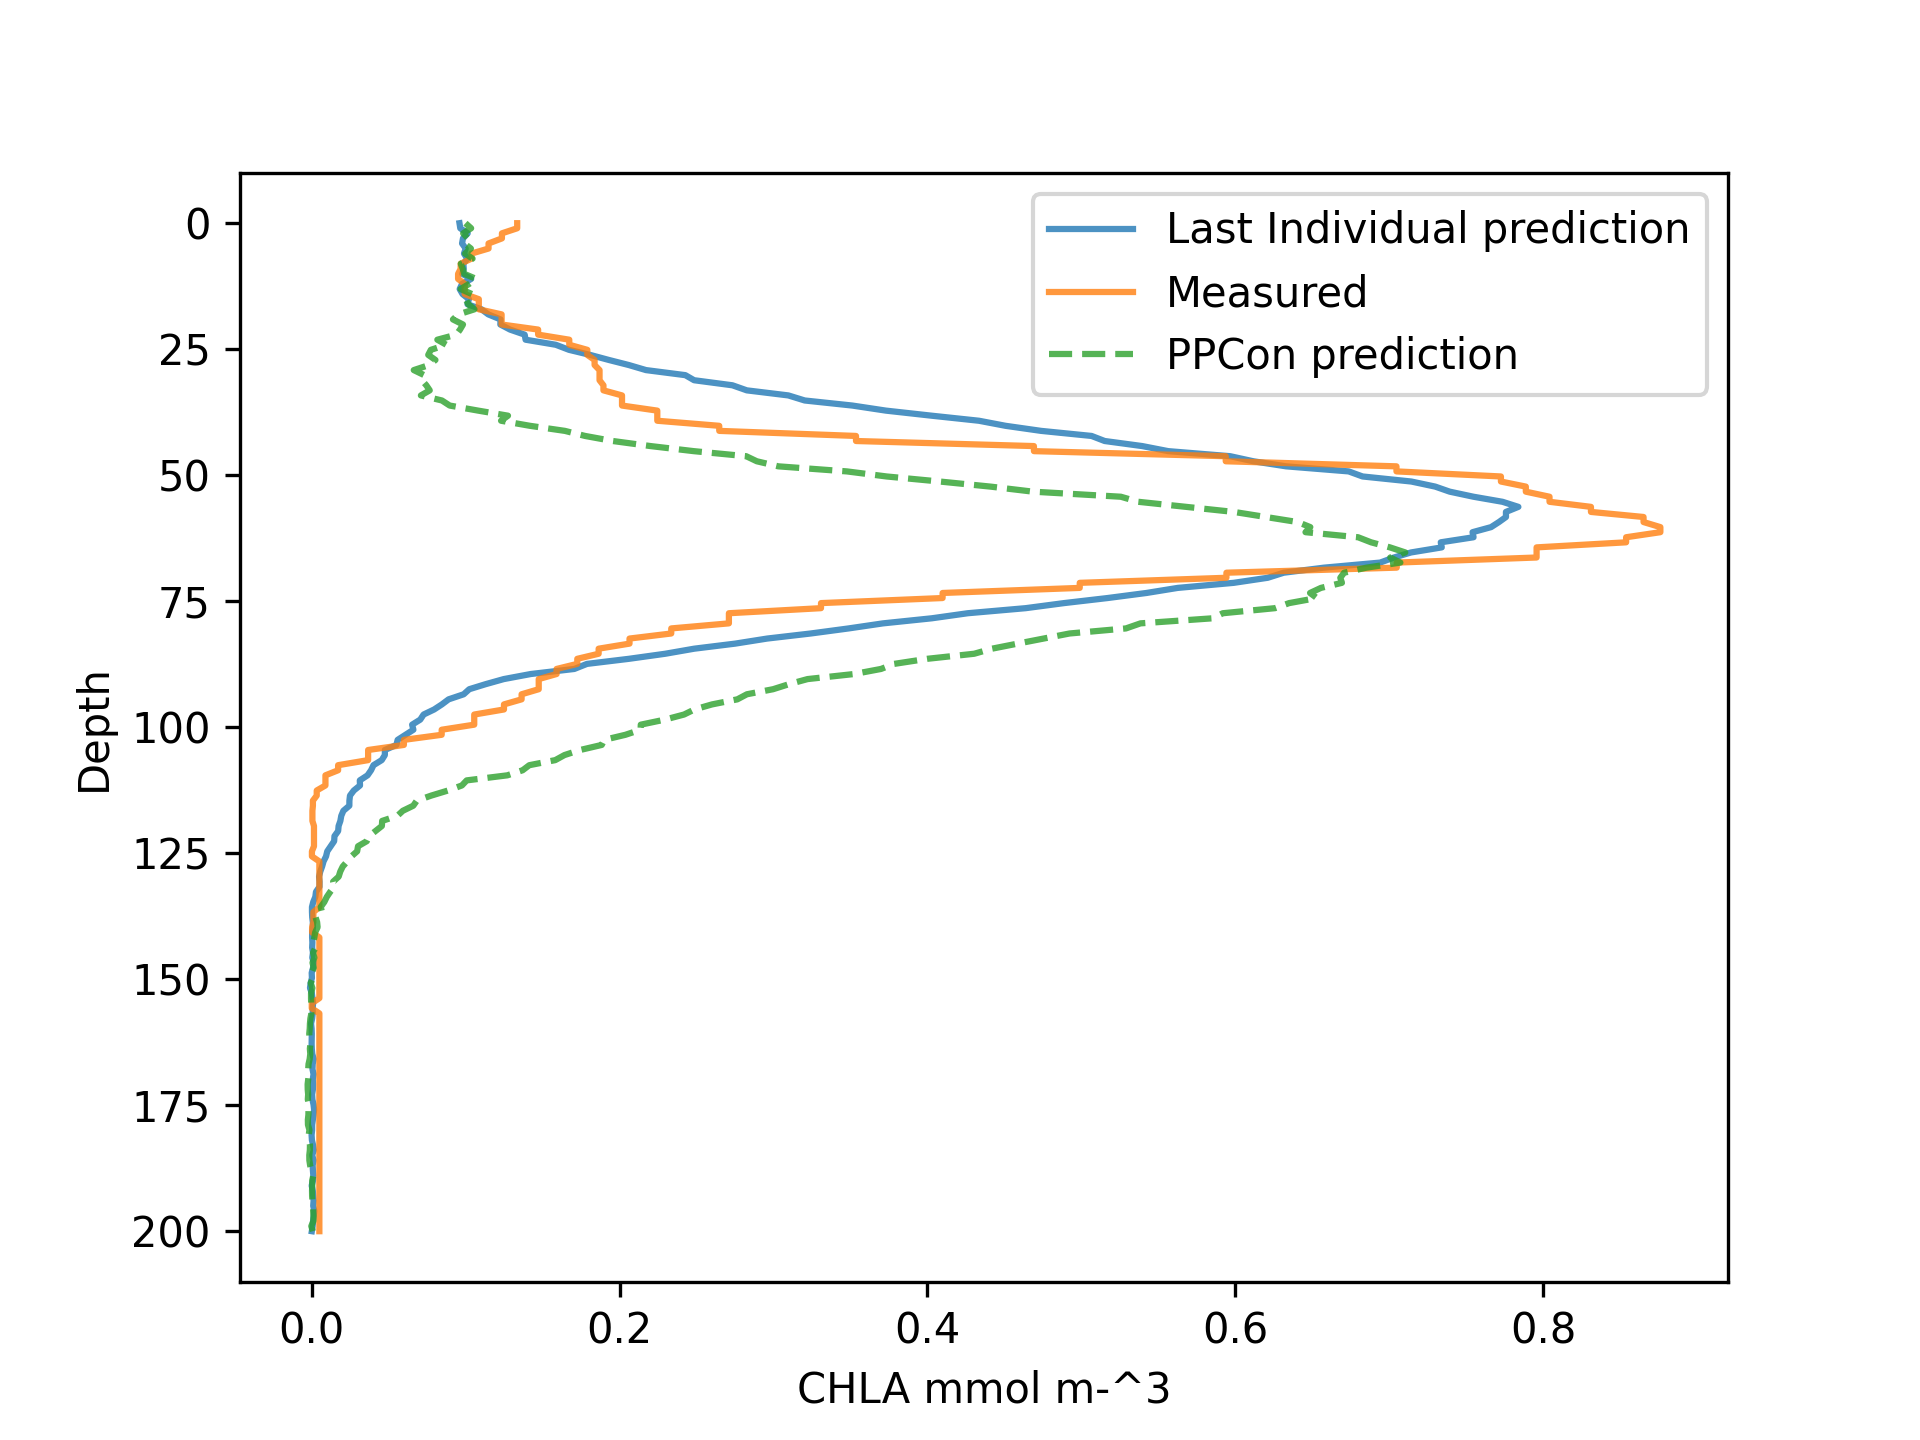 Last Individual prediction
Measured
PPCon prediction
0
25
50
75
100
125
150
175
200
Depth
0.0 0.2 0.4 0.6 0.8
CHLA mmol m-^3